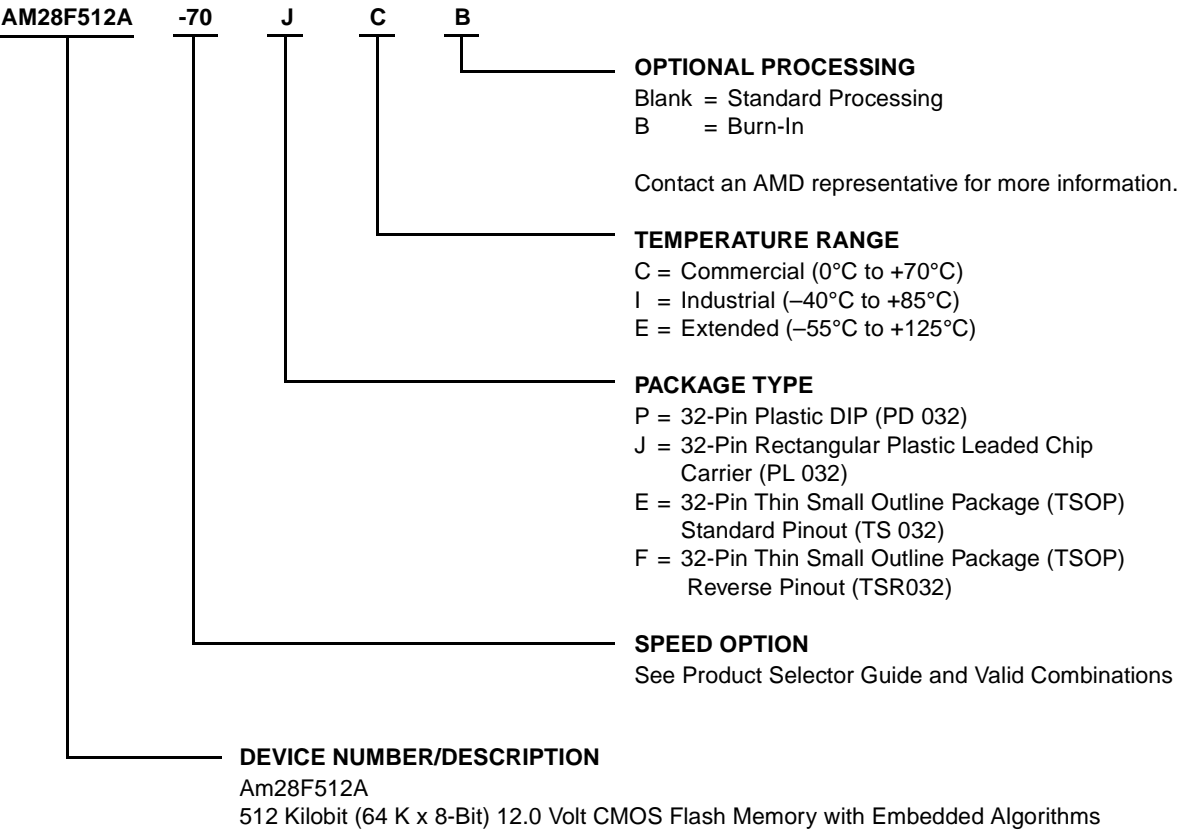 AM28F512A -70 J C B
OPTIONAL PROCESSING
Blank = Standard Processing
B = Burn-In
Contact an AMD representative for more information.
TEMPERATURE RANGE
C = Commercial (0°C to +70°C)
I = Industrial (–40°C to +85°C)
E = Extended (–55°C to +125°C)
PACKAGE TYPE
P = 32-Pin Plastic DIP (PD 032)
J = 32-Pin Rectangular Plastic Leaded Chip
Carrier (PL 032)
E = 32-Pin Thin Small Outline Package (TSOP)
Standard Pinout (TS 032)
F = 32-Pin Thin Small Outline Package (TSOP)
Reverse Pinout (TSR032)
SPEED OPTION
See Product Selector Guide and Valid Combinations
DEVICE NUMBER/DESCRIPTION
Am28F512A
512 Kilobit (64 K x 8-Bit) 12.0 Volt CMOS Flash Memory with Embedded Algorithms